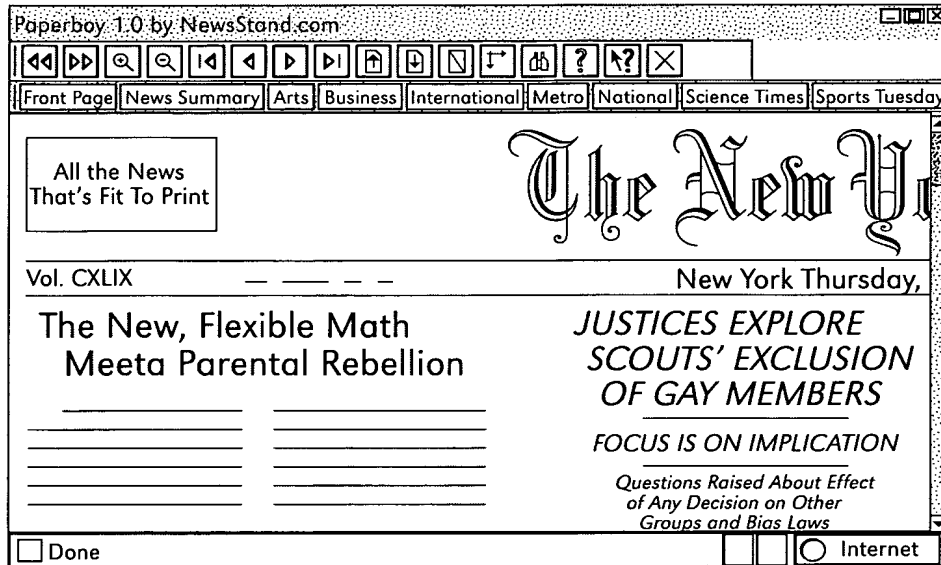 Paperboy 1.0 by NewsStand.com
Front Page News Summary Arts Business International Metro National Science Times Sports Tuesday
All the News
That's Fit To Print
The New Yo
Vol. CXLIX
New York Thursday,
The New, Flexible Math
Meeta Parental Rebellion
JUSTICES EXPLORE
SCOUTS' EXCLUSION
OF GAY MEMBERS
FOCUS IS ON IMPLICATION
Questions Raised About Effect
of Any Decision on Other
Groups and Bias Laws
Done
Internet